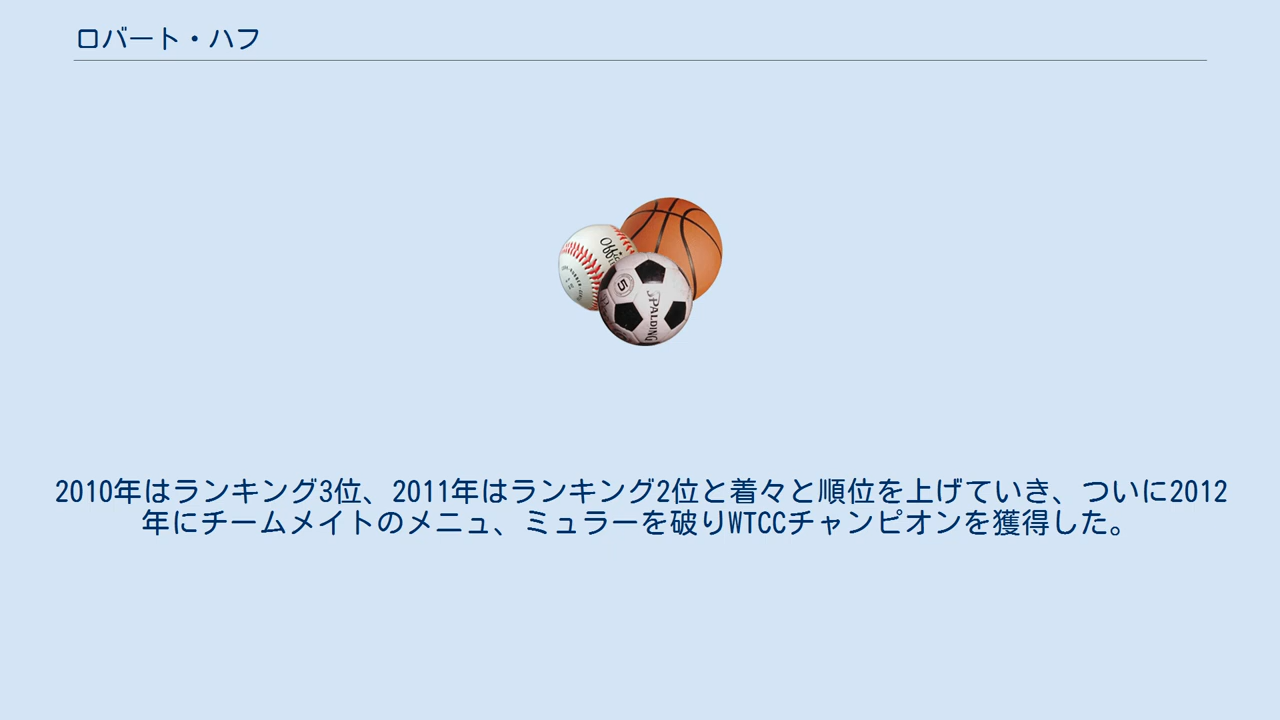 ロバート・ハフ
Offic
5
SPALDING
2010年はランキング3位、2011年はランキング2位と着々と順位を上げていき、ついに2012
年にチームメイトのメニュ、ミュラーを破りWTCCチャンピオンを獲得した。